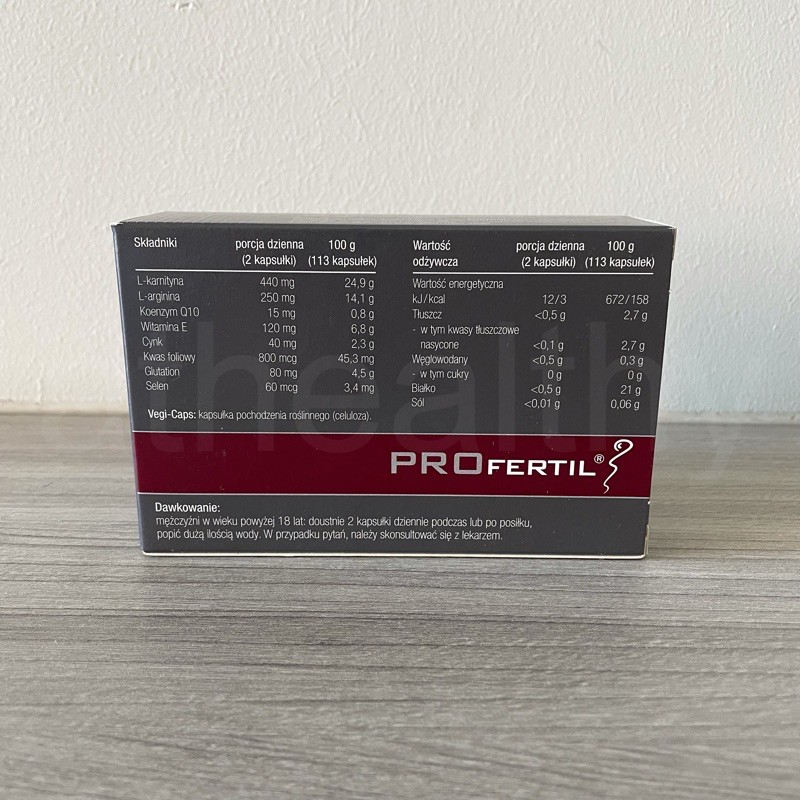 Składniki porcja dzienna 100 g
(2 kapsułki) (113 kapsułek)
L-karnityna 440 mg 24,9 g
L-arginina 250 mg 14,1 g
Koenzym Q10 15 mg 0,8 g
Witamina E 120 mg 6,8 g
Cynk 40 mg 2,3 g
Kwas foliowy 800 mcg 45,3 mg
Glutation 80 mg 4,5 g
Selen 60 mcg 3,4 mg
Vegi-Caps: kapsułka pochodzenia roślinnego (celuloza).
Wartość porcja dzienna 100 g
odżywcza (2 kapsułki) (113 kapsułek)
Wartość energetyczna
kJ/kcal 12/3 672/158
Tłuszcz <0,5 g 2,7 g
- w tym kwasy tłuszczowe
nasycone <0,1 g 2,7 g
Węglowodany <0,5 g 0,3 g
- w tym cukry 0 g 0 g
Białko <0,5 g 21 g
Sól <0,01 g 0,06 g
thealthy
PROFERTIL®
Dawkowanie:
mężczyźni w wieku powyżej 18 lat: doustnie 2 kapsułki dziennie podczas lub po posiłku,
popić dużą ilością wody. W przypadku pytań, należy skonsultować się z lekarzem.